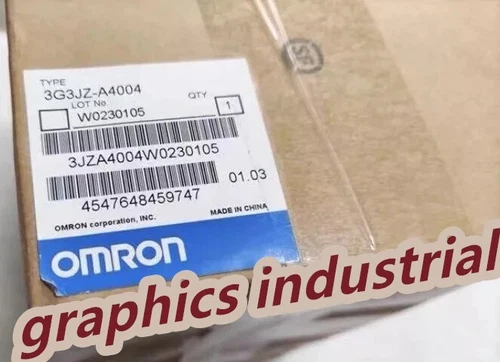 TYPE
3G3JZ-A4004
LOT No QTY
W0230105 1
3JZA4004W0230105
01.03
4547648459747
OMRON corporation, INC. MADE IN CHINA
OMRON
graphics industrial